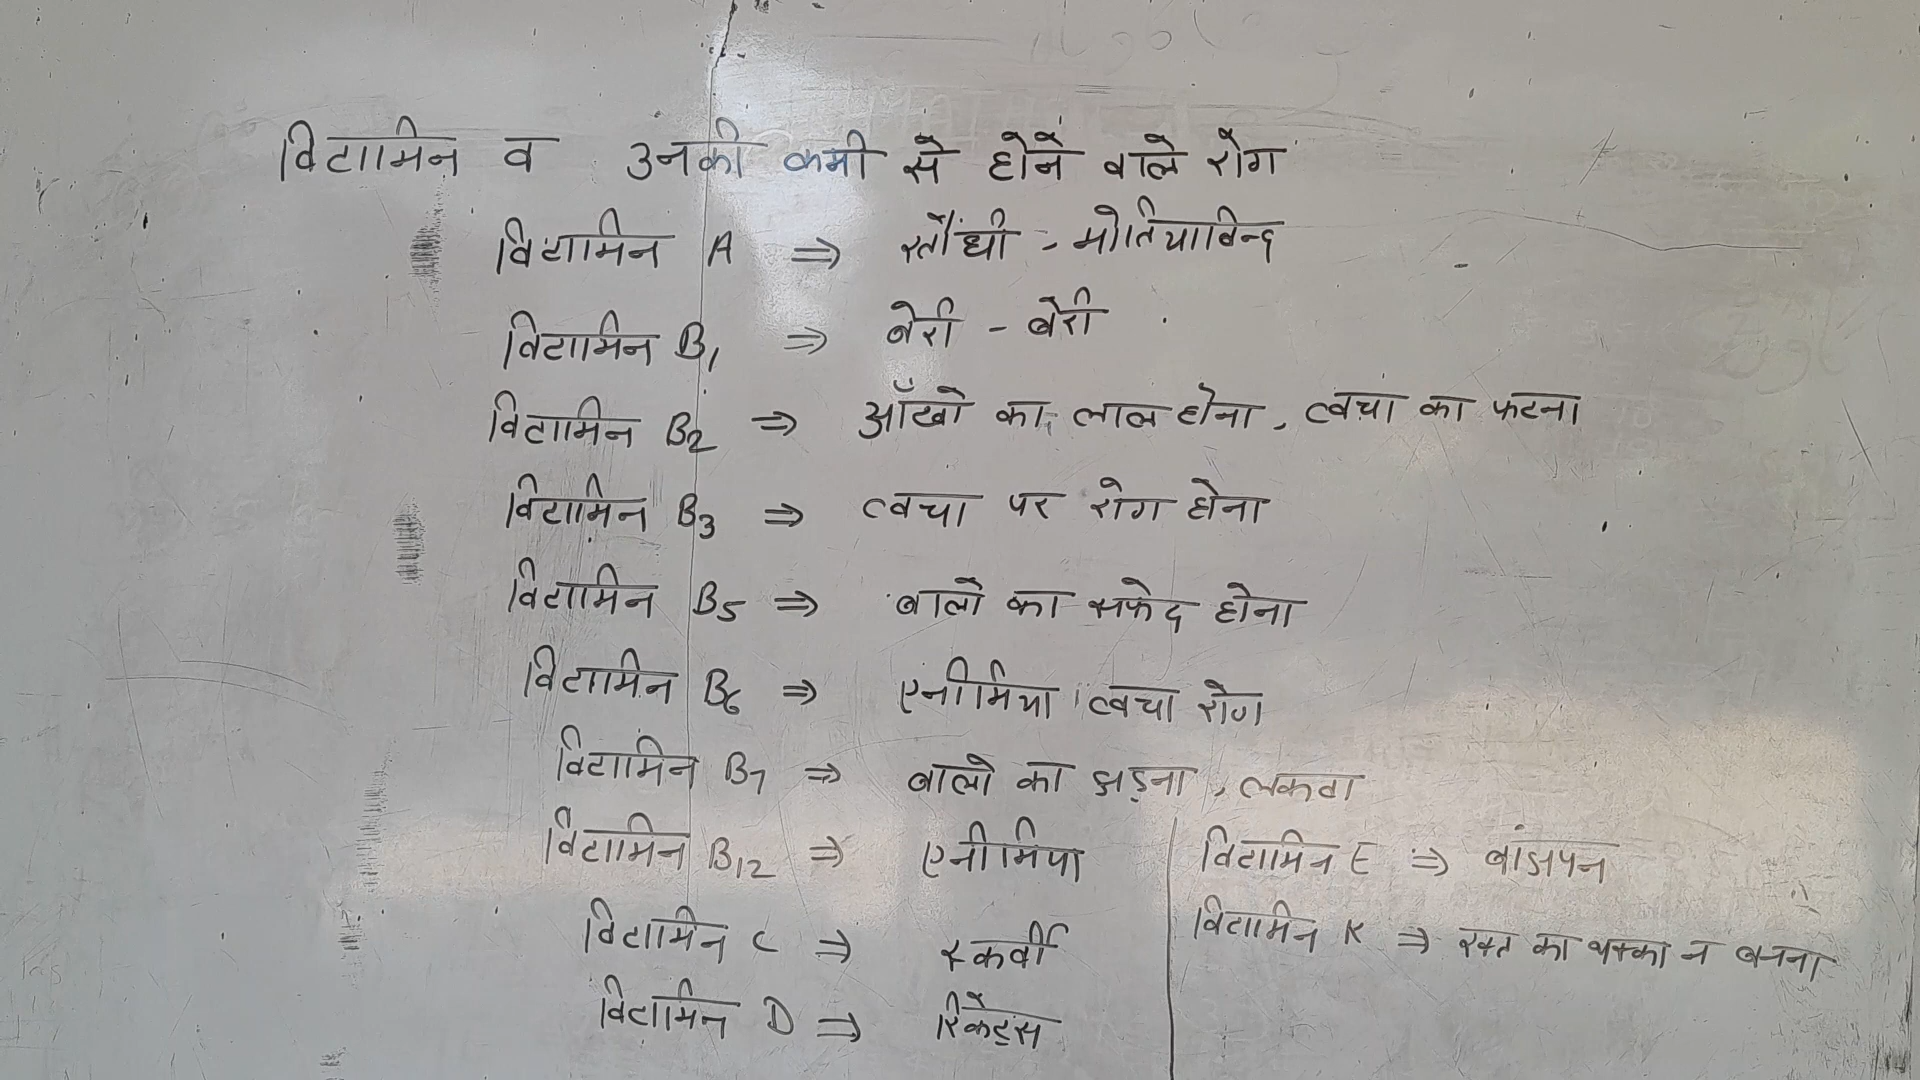 विटामिन व उनकी कमी से होने वाले रोग
विटामिन A ⇒ रतौंधी, मोतियाविन्द
विटामिन B1 ⇒ बेरी - बेरी
विटामिन B2 ⇒ आँखो का लाल होना, त्वचा का फटना
विटामिन B3 ⇒ त्वचा पर रोग होना
विटामिन B5 ⇒ बालो का सफेद होना
विटामिन B6 ⇒ एनीमिया, त्वचा रोग
विटामिन B7 ⇒ बालो का झड़ना, लकवा
विटामिन B12 ⇒ एनीमिया
विटामिन C ⇒ स्कर्वी
विटामिन D ⇒ रिकेट्स
विटामिन E ⇒ बांझपन
विटामिन K ⇒ रक्त का थक्का न बनना